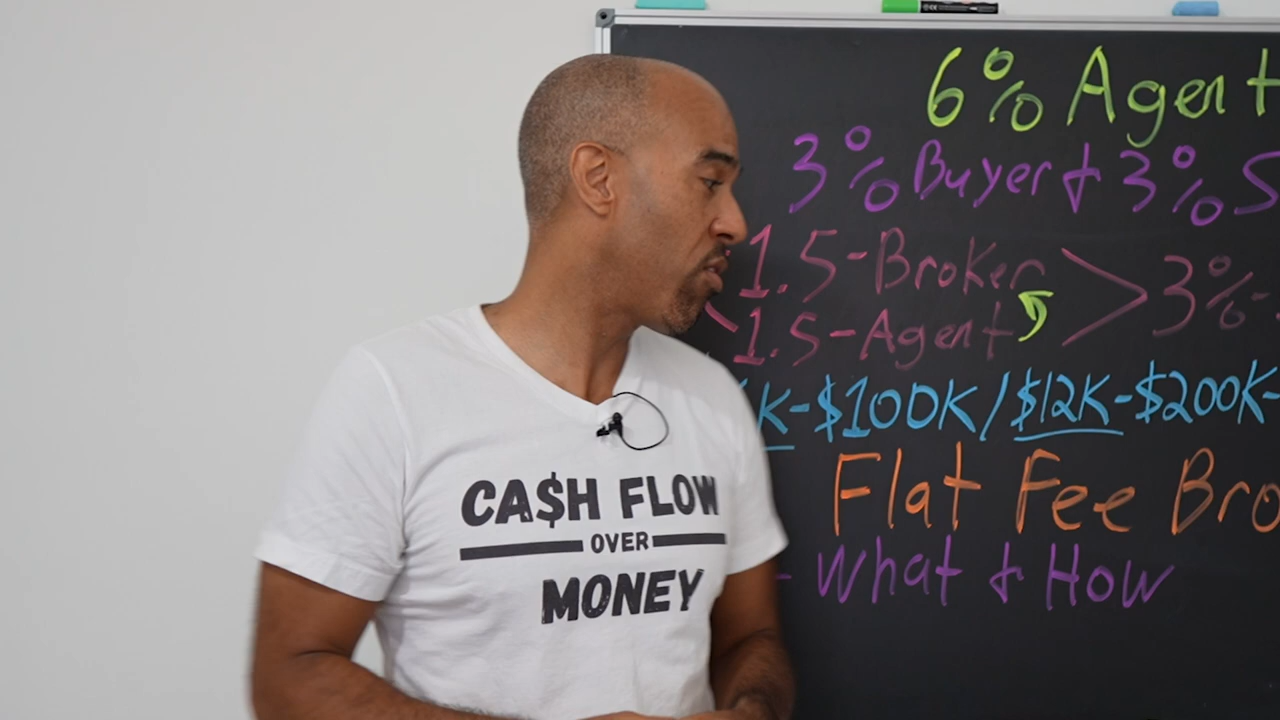 6% Agent
3% Buyer & 3% S
1.5-Broker > 3%-
1.5-Agent
K-$100K/$12K-$200K-
Flat Fee Bro
- What & How
CA$H FLOW
OVER
MONEY